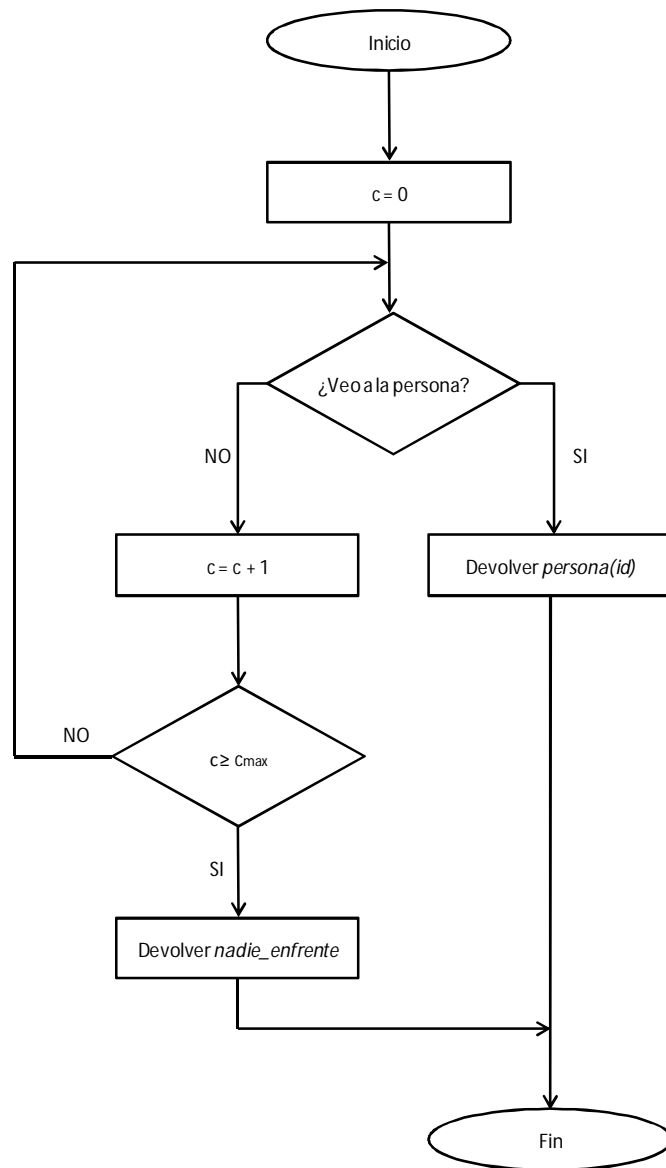 Inicio
c = 0
¿Veo a la persona?
NO
SI
c = c + 1
Devolver persona(id)
NO
c ≥ cmax
SI
Devolver nadie_enfrente
Fin